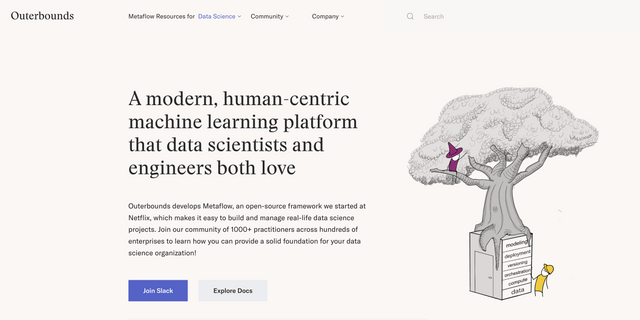 Outerbounds
Metaflow Resources for Data Science Community Company Search
A modern, human-centric
machine learning platform
that data scientists and
engineers both love
Outerbounds develops Metaflow, an open-source framework we started at
Netflix, which makes it easy to build and manage real-life data science
projects. Join our community of 1000+ practitioners across hundreds of
enterprises to learn how you can provide a solid foundation for your data
science organization!
Join Slack Explore Docs
modeling
deployment
versioning
orchestration
compute
data